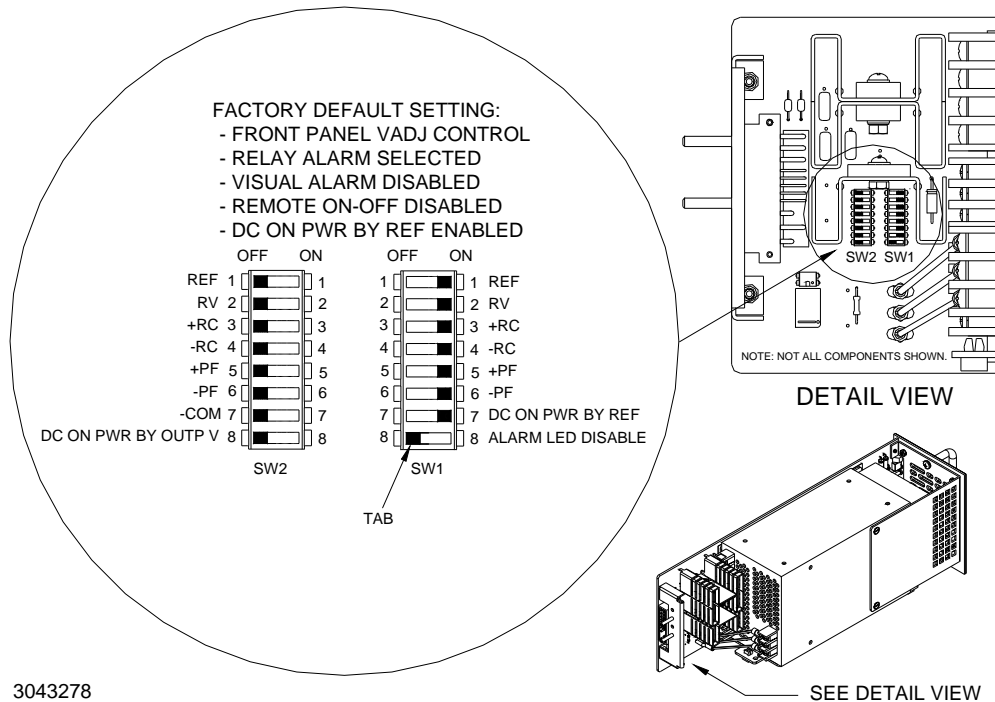 FACTORY DEFAULT SETTING:
- FRONT PANEL VADJ CONTROL
- RELAY ALARM SELECTED
- VISUAL ALARM DISABLED
- REMOTE ON-OFF DISABLED
- DC ON PWR BY REF ENABLED
OFF ON OFF ON
REF 1 1 1 1 REF
RV 2 2 2 2 RV
+RC 3 3 3 3 +RC
-RC 4 4 4 4 -RC
+PF 5 5 5 5 +PF
-PF 6 6 6 6 -PF
-COM 7 7 7 7 DC ON PWR BY REF
DC ON PWR BY OUTP V 8 8 8 8 ALARM LED DISABLE
SW2 SW1
TAB
SW2 SW1
NOTE: NOT ALL COMPONENTS SHOWN.
DETAIL VIEW
SEE DETAIL VIEW
3043278